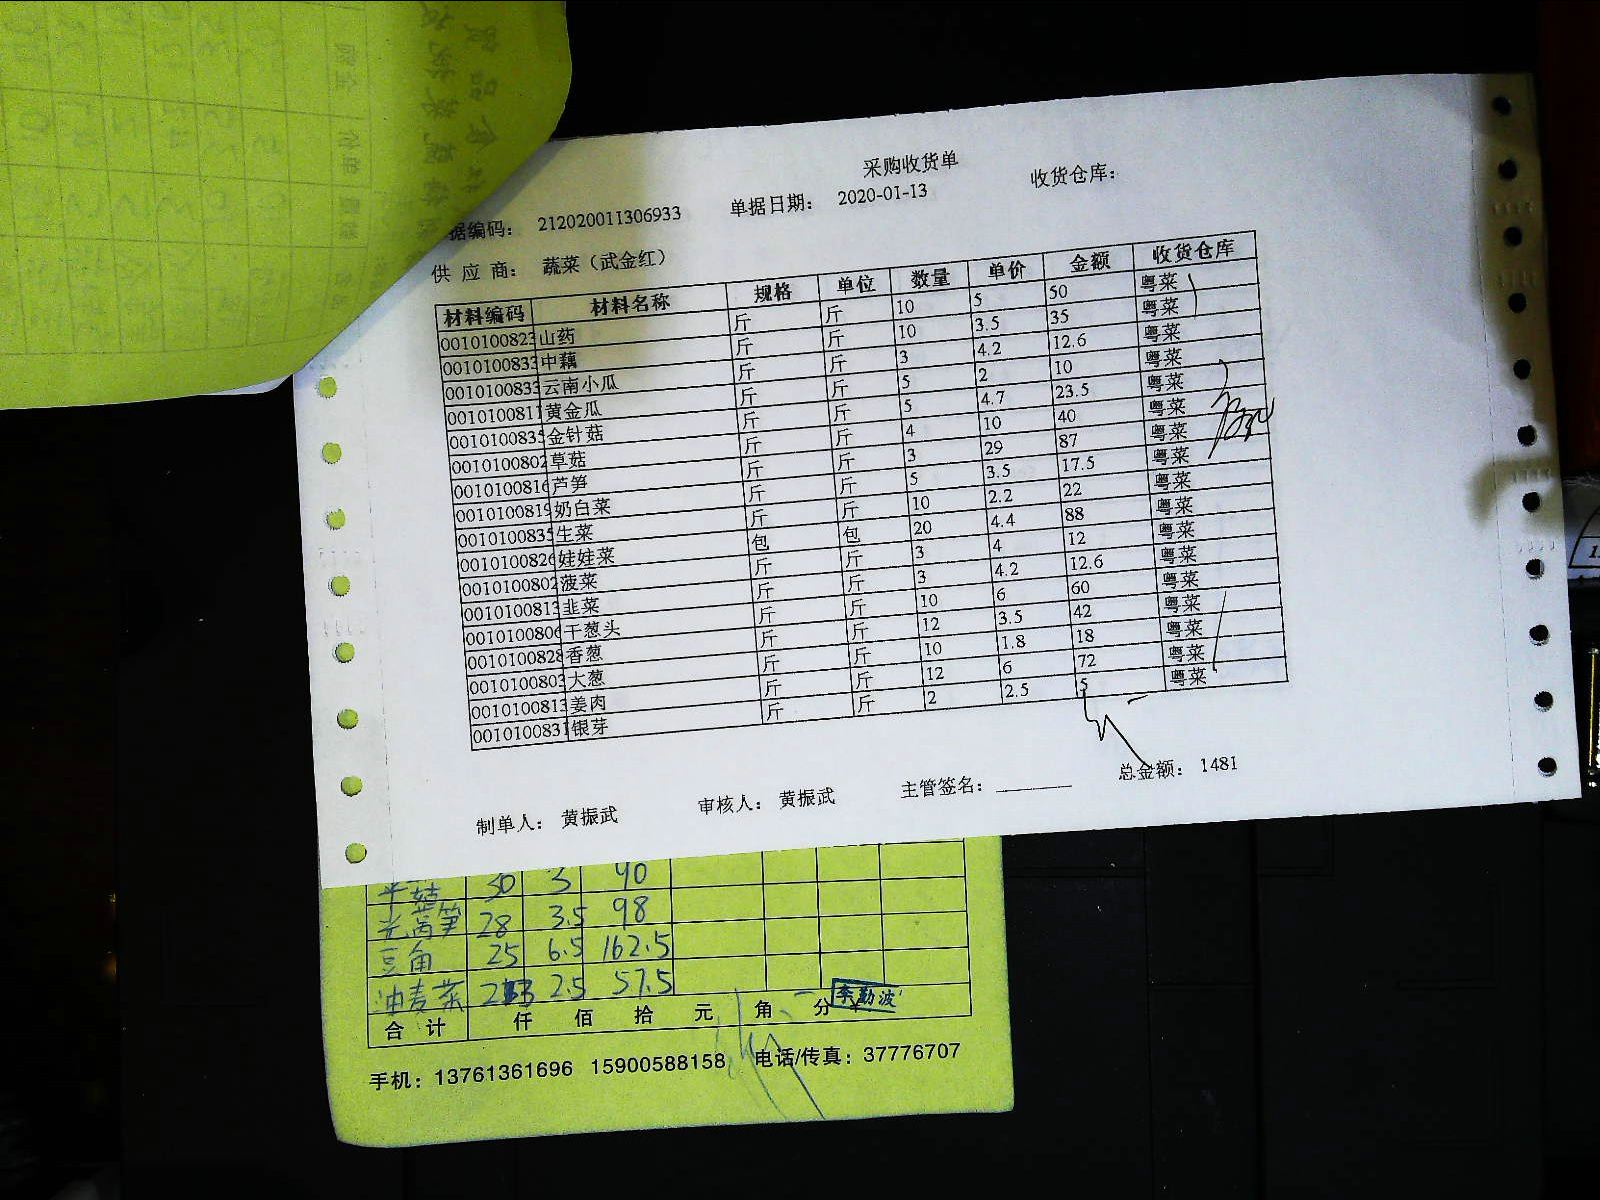 采购收货单
据编码： 212020011306933 单据日期： 2020-01-13 收货仓库：
供 应 商： 蔬菜（武金红）
材料编码 材料名称 规格 单位 数量 单价 金额 收货仓库
0010100823 山药 斤 斤 10 5 50 粤菜
0010100833 中藕 斤 斤 10 3.5 35 粤菜
0010100833 云南小瓜 斤 斤 3 4.2 12.6 粤菜
0010100811 黄金瓜 斤 斤 5 2 10 粤菜
0010100835 金针菇 斤 斤 5 4.7 23.5 粤菜
0010100802 草菇 斤 斤 4 10 40 粤菜
0010100816 芦笋 斤 斤 3 29 87 粤菜
0010100819 奶白菜 斤 斤 5 3.5 17.5 粤菜
0010100835 生菜 斤 斤 10 2.2 22 粤菜
0010100826 娃娃菜 包 包 20 4.4 88 粤菜
0010100802 菠菜 斤 斤 3 4 12 粤菜
0010100813 韭菜 斤 斤 3 4.2 12.6 粤菜
0010100806 干葱头 斤 斤 10 6 60 粤菜
0010100828 香葱 斤 斤 12 3.5 42 粤菜
0010100803 大葱 斤 斤 10 1.8 18 粤菜
0010100813 姜肉 斤 斤 12 6 72 粤菜
0010100831 银芽 斤 斤 2 2.5 5 粤菜
总金额： 1481
制单人： 黄振武 审核人： 黄振武 主管签名：
30 3 90
光莴笋 28 3.5 98
豆角 25 6.5 162.5
油麦菜 23 2.5 57.5
合 计 仟 佰 拾 元 角 分 李勤波
手机：13761361696 15900588158 电话/传真：37776707